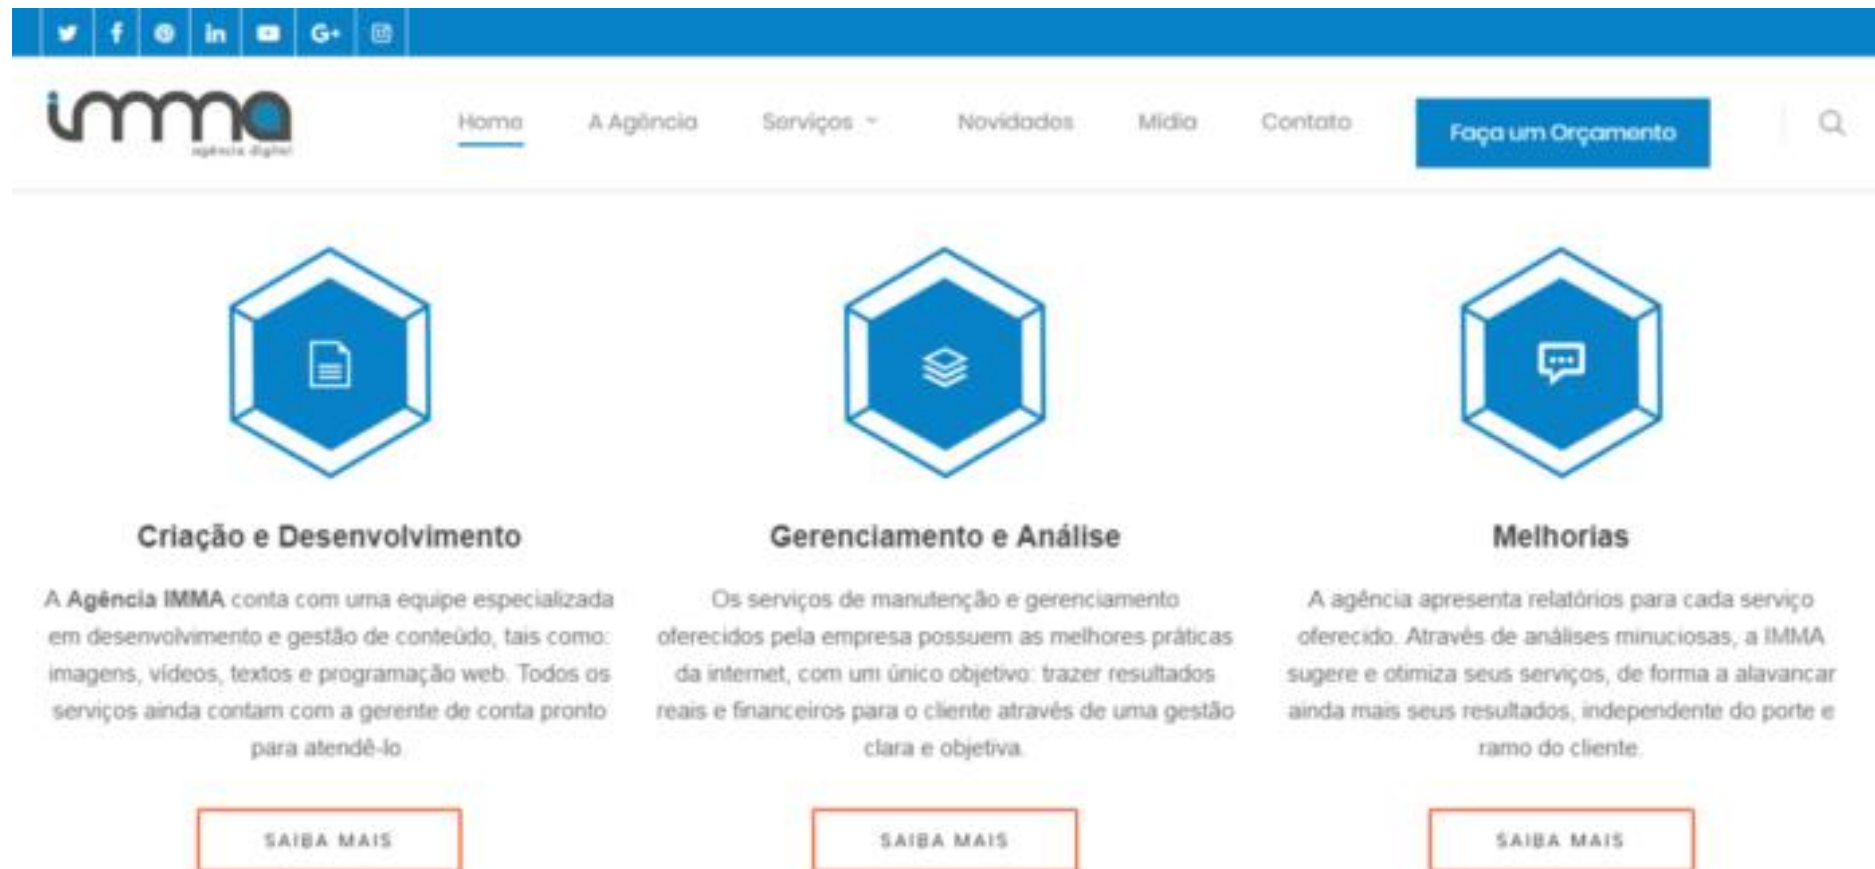 imma
agência digital
Home A Agência Serviços Novidades Mídia Contato Faça um Orçamento
Criação e Desenvolvimento
A Agência IMMA conta com uma equipe especializada
em desenvolvimento e gestão de conteúdo, tais como:
imagens, vídeos, textos e programação web. Todos os
serviços ainda contam com a gerente de conta pronto
para atendê-lo.
SAIBA MAIS
Gerenciamento e Análise
Os serviços de manutenção e gerenciamento
oferecidos pela empresa possuem as melhores práticas
da internet, com um único objetivo: trazer resultados
reais e financeiros para o cliente através de uma gestão
clara e objetiva.
SAIBA MAIS
Melhorias
A agência apresenta relatórios para cada serviço
oferecido. Através de análises minuciosas, a IMMA
sugere e otimiza seus serviços, de forma a alavancar
ainda mais seus resultados, independente do porte e
ramo do cliente.
SAIBA MAIS